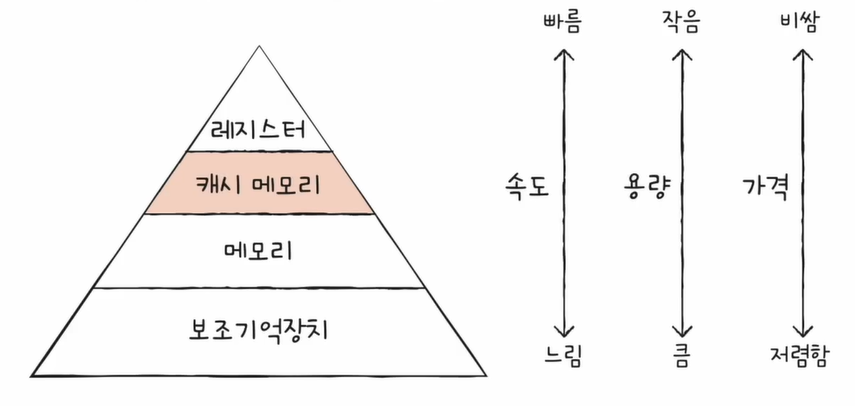 빠름 작음 비쌈
레지스터
캐시 메모리
속도 용량 가격
메모리
보조기억장치
느림 큼 저렴함